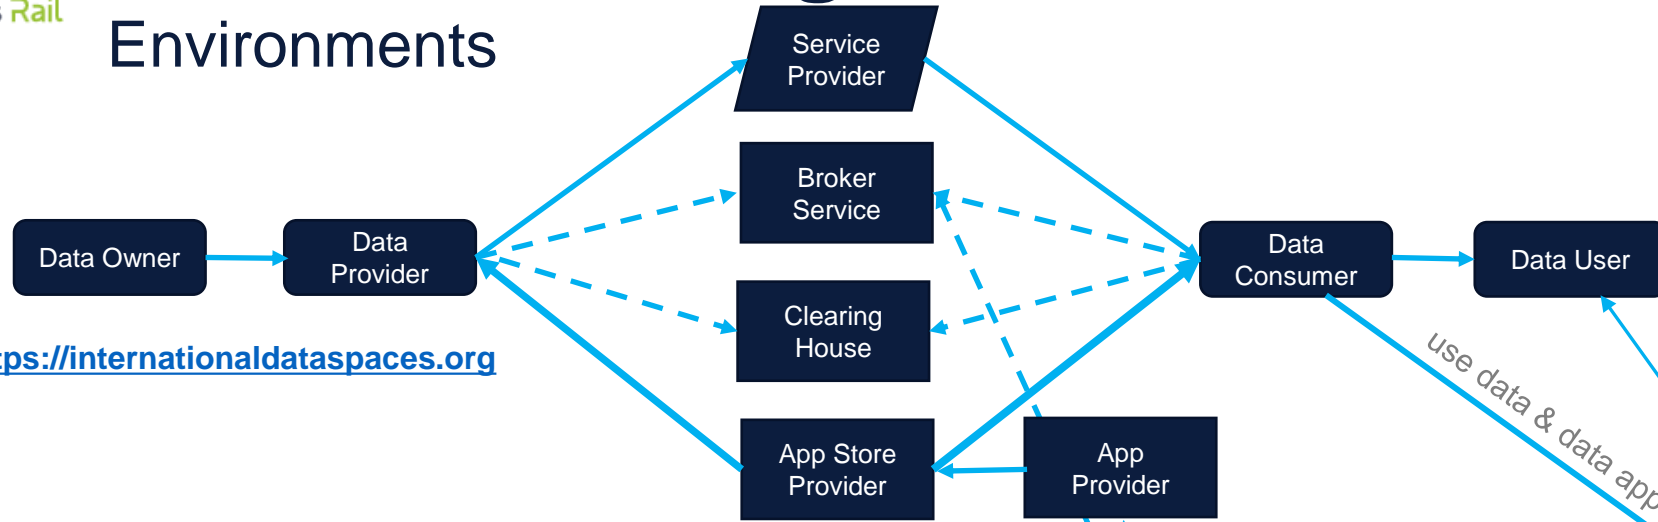 Rail
Environments
Service
Provider
Broker
Service
Data Owner
Data
Provider
Data
Consumer
Data User
Clearing
House
tps://internationaldataspaces.org
use data & data app
App Store
Provider
App
Provider